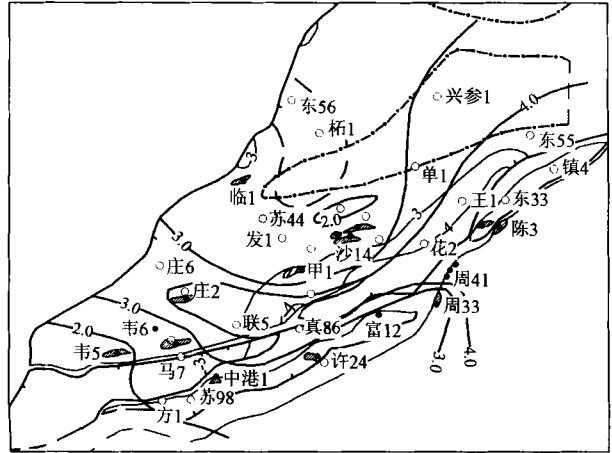 东56
兴参1
柘1
4.0
东55
3
镇4
单1
临1
王1
东33
苏44
2.0
3
陈3
发1
4
3.0
沙14
花2
庄6
甲1
周41
庄2
3.0
周33
2.0
韦6
联5
真86
富12
韦5
3.0
4.0
马7
3
许24
中港1
苏98
方1